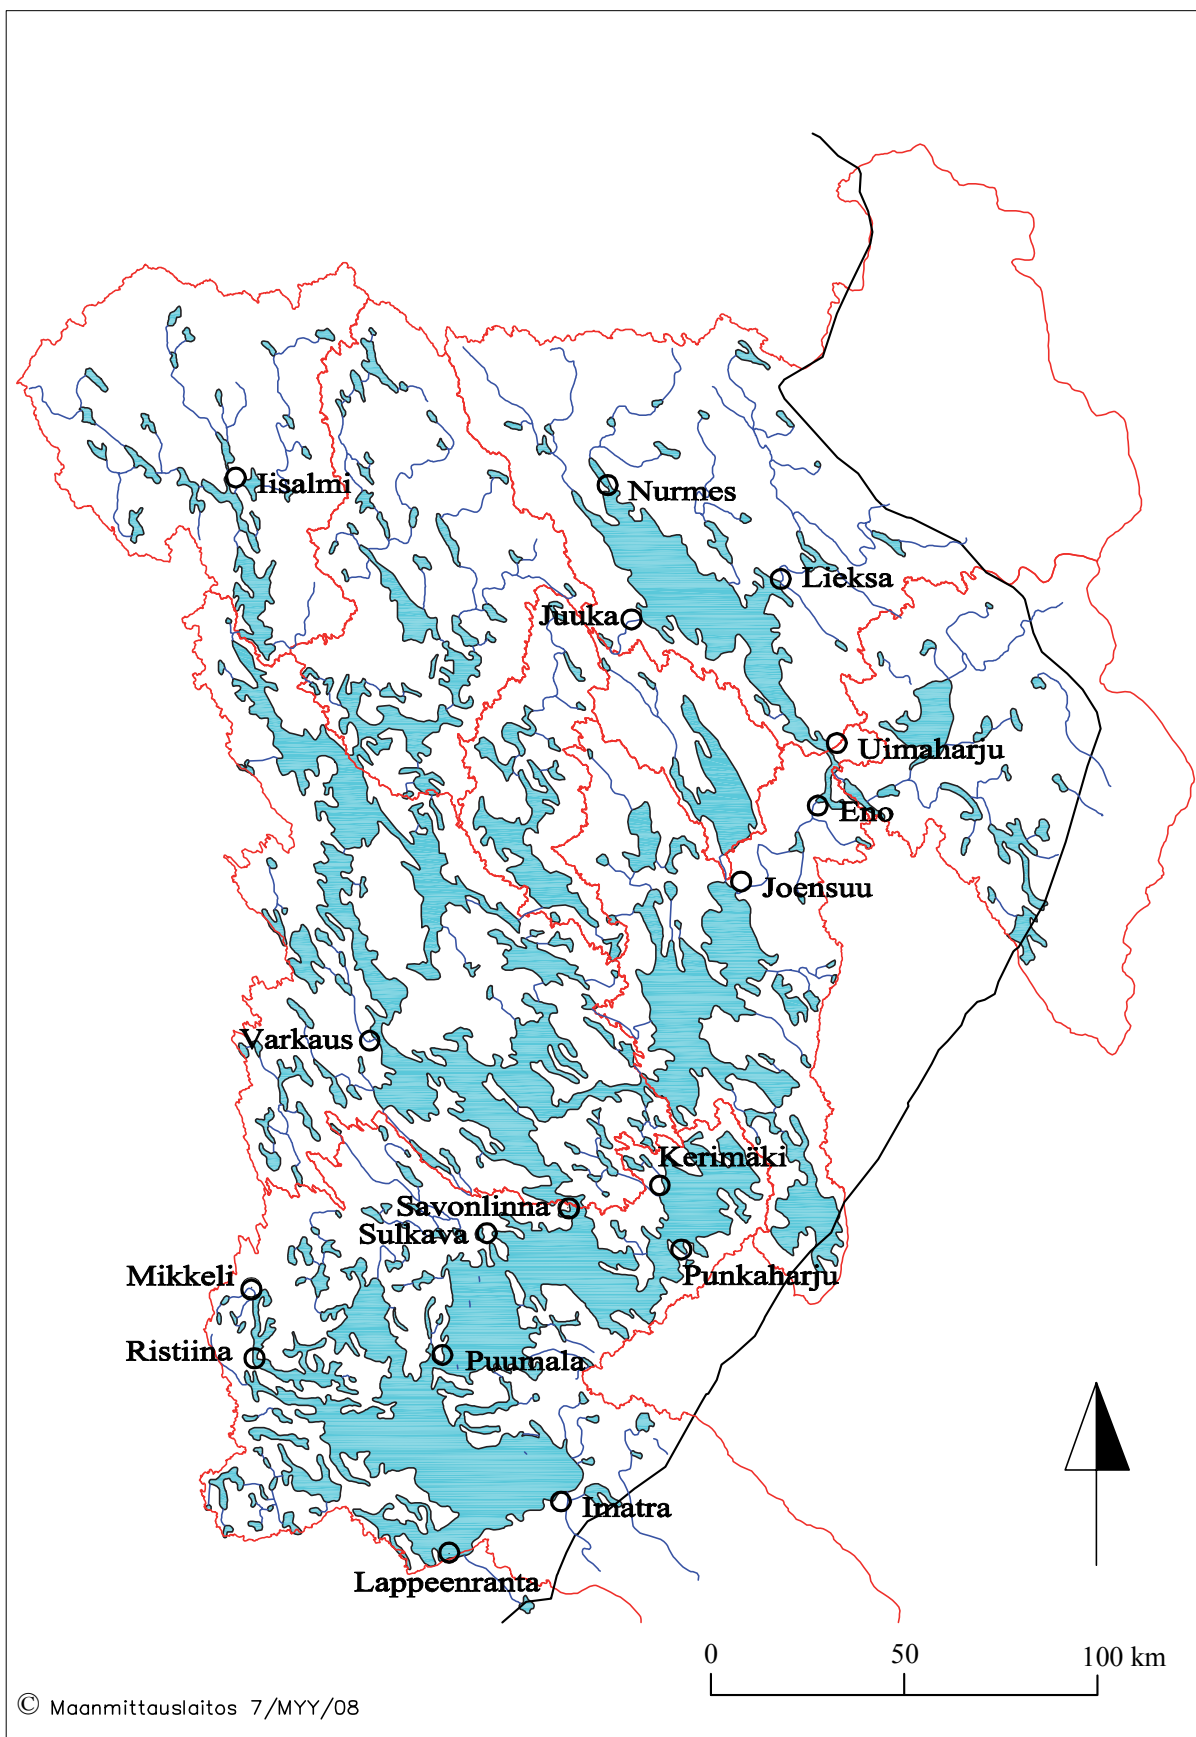 Iisalmi
Nurmes
Lieksa
Juuka
Uimaharju
Eno
Joensuu
Varkaus
Kerimäki
Savonlinna
Sulkava
Mikkeli
Punkaharju
Ristiina
Puumala
Imatra
Lappeenranta
0 50 100 km
© Maanmittauslaitos 7/MYY/08